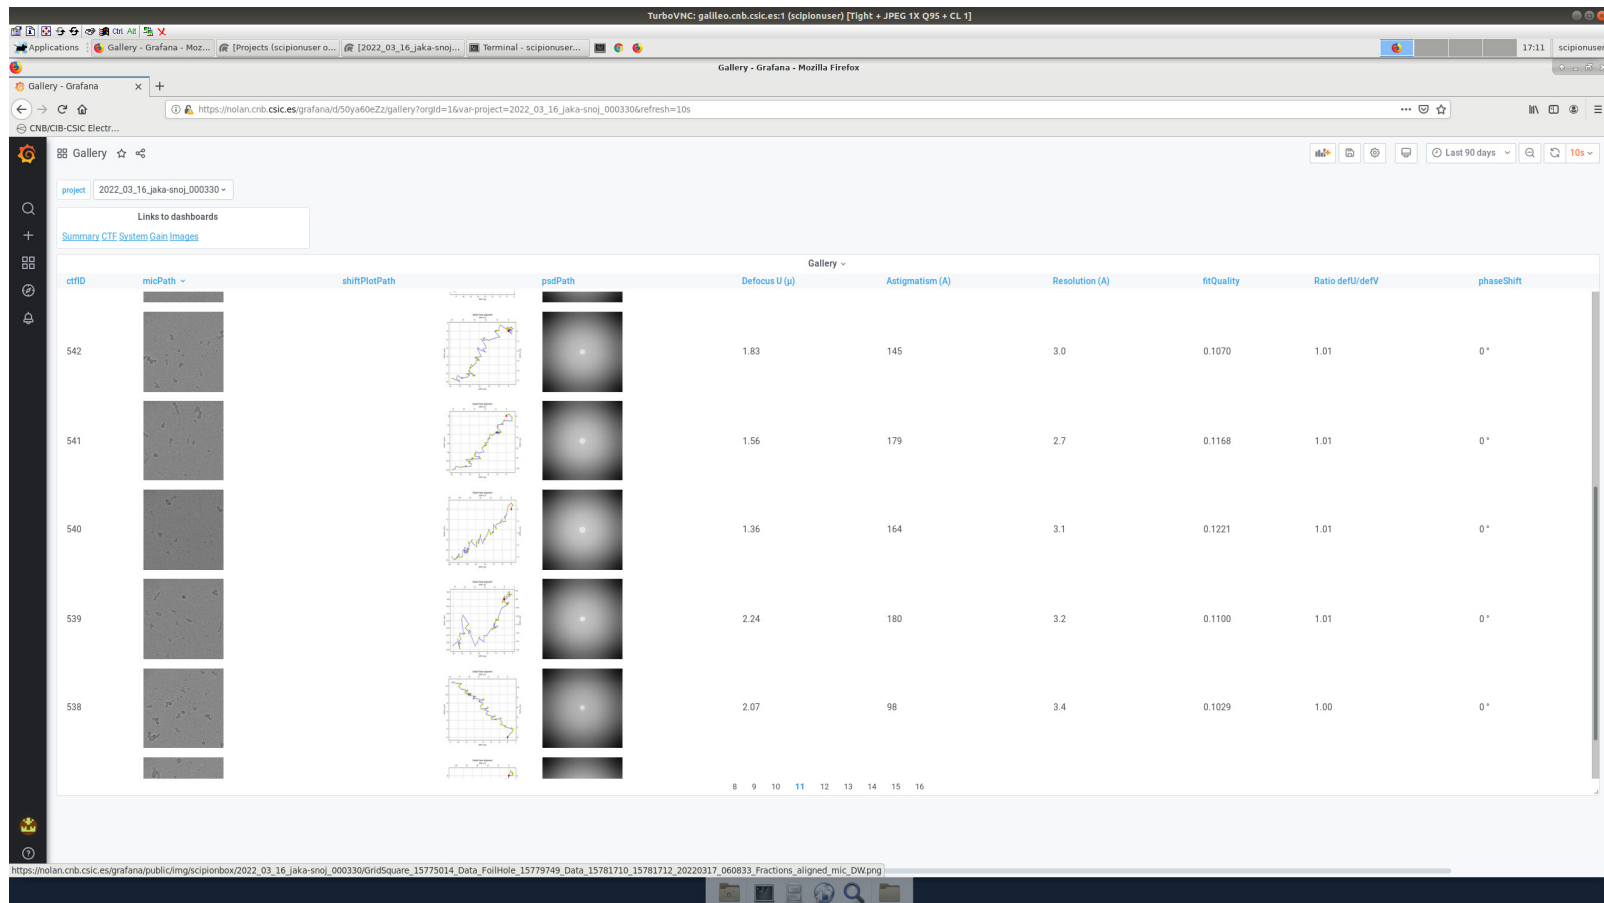 TurboVNC: galileo.cnb.csic.es:1 (scipionuser) [Tight + JPEG 1X Q95 + CL 1]
Ctrl Alt
Applications Gallery - Grafana - Moz... [Projects (scipionuser o... [2022_03_16_jaka-snoj... Terminal - scipionuser... 17:11 scipionuser
Gallery - Grafana - Mozilla Firefox
Gallery - Grafana
https://nolan.cnb.csic.es/grafana/d/50ya60eZz/gallery?orgId=1&var-project=2022_03_16_jaka-snoj_000330&refresh=10s
CNB/CIB-CSIC Electr...
Gallery Last 90 days 10s
project 2022_03_16_jaka-snoj_000330
Links to dashboards
Summary CTF System Gain Images
Gallery
ctfID micPath shiftPlotPath psdPath Defocus U (μ) Astigmatism (A) Resolution (A) fitQuality Ratio defU/defV phaseShift
542 1.83 145 3.0 0.1070 1.01 0 °
541 1.56 179 2.7 0.1168 1.01 0 °
540 1.36 164 3.1 0.1221 1.01 0 °
539 2.24 180 3.2 0.1100 1.01 0 °
538 2.07 98 3.4 0.1029 1.00 0 °
8 9 10 11 12 13 14 15 16
https://nolan.cnb.csic.es/grafana/public/img/scipionbox/2022_03_16_jaka-snoj_000330/GridSquare_15775014_Data_FoilHole_15779749_Data_15781710_15781712_20220317_060833_Fractions_aligned_mic_DW.png